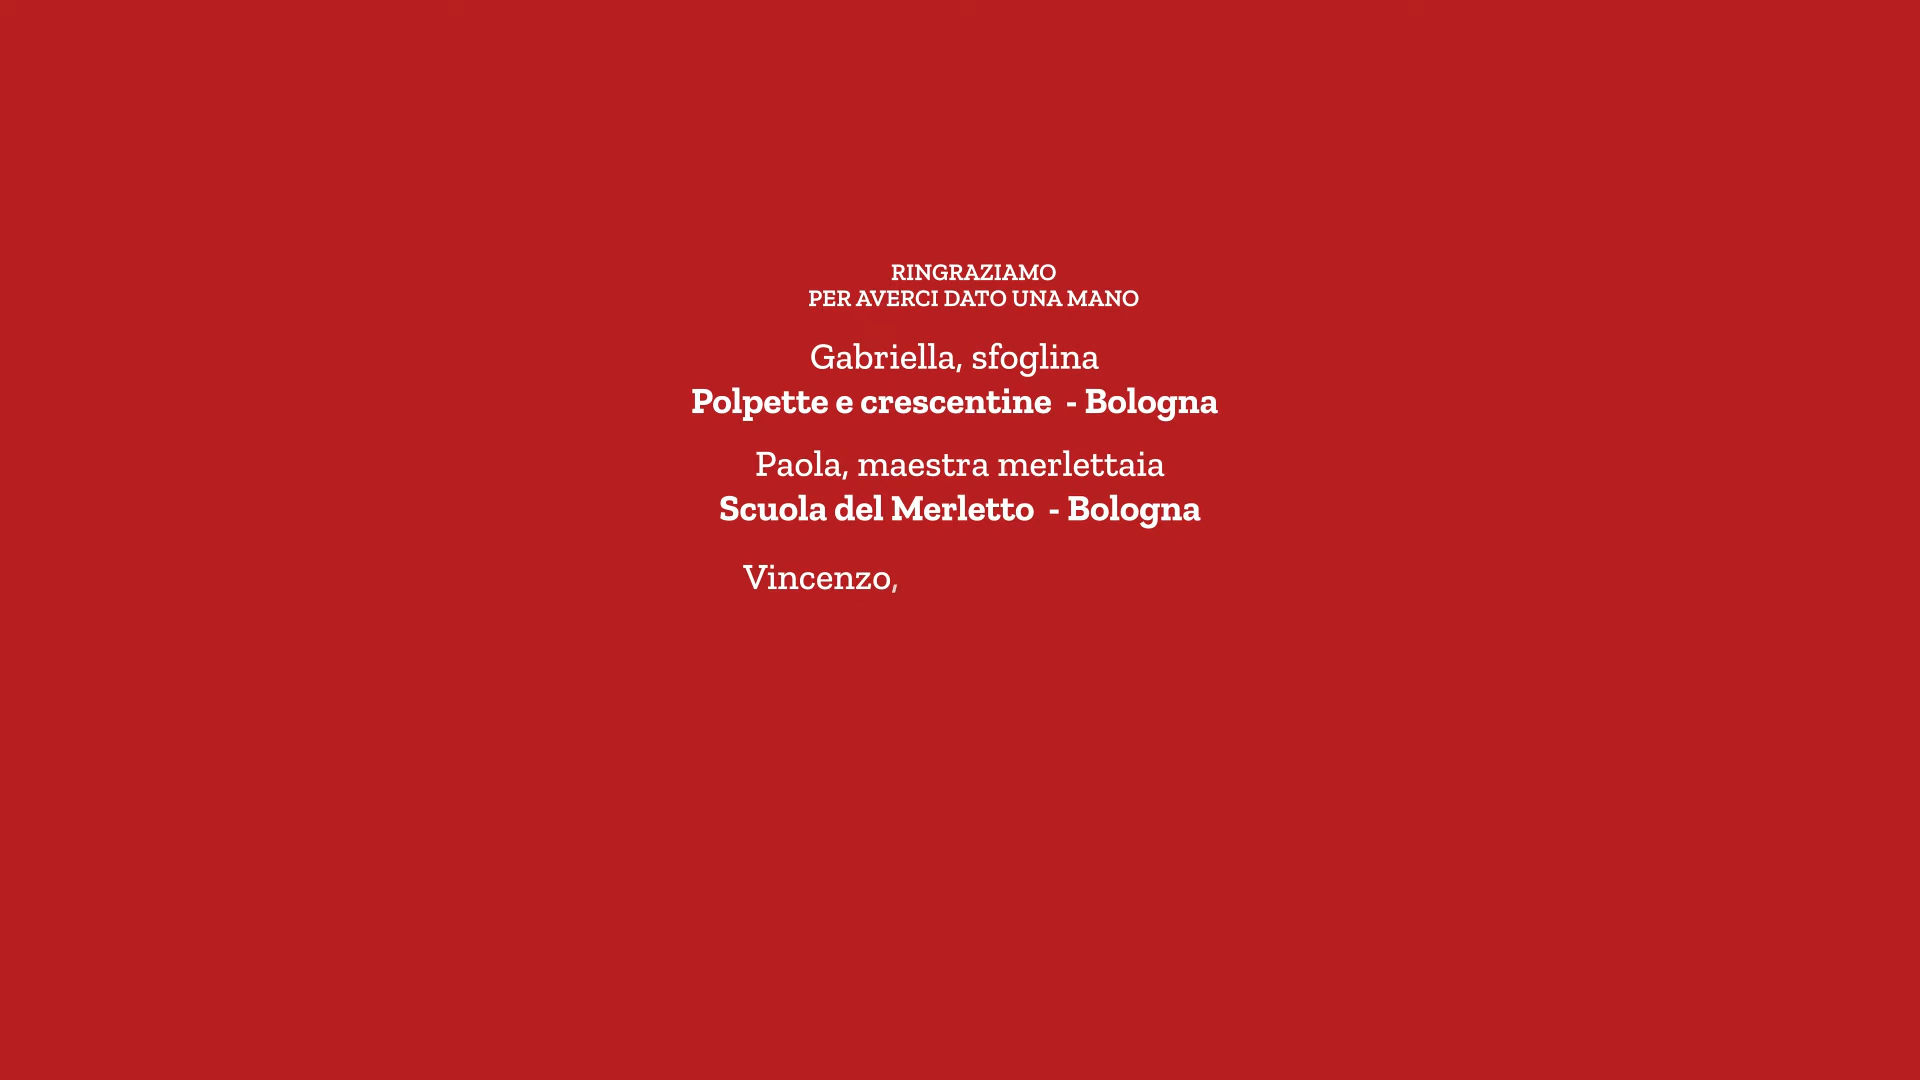 RINGRAZIAMO
PER AVERCI DATO UNA MANO
Gabriella, sfoglina
Polpette e crescentine - Bologna
Paola, maestra merlettaia
Scuola del Merletto - Bologna
Vincenzo,